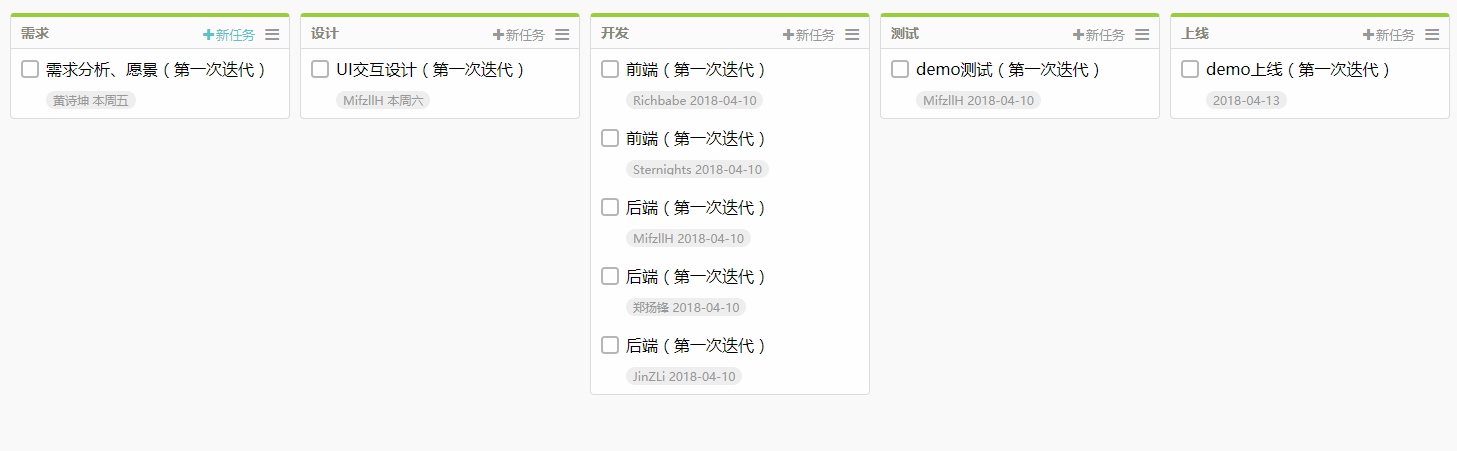 需求
新任务
需求分析、愿景（第一次迭代）
黄诗坤 本周五
设计
新任务
UI交互设计（第一次迭代）
MifzllH 本周六
开发
新任务
前端（第一次迭代）
Richbabe 2018-04-10
前端（第一次迭代）
Sternights 2018-04-10
后端（第一次迭代）
MifzllH 2018-04-10
后端（第一次迭代）
郑扬锋 2018-04-10
后端（第一次迭代）
JinZLi 2018-04-10
测试
新任务
demo测试（第一次迭代）
MifzllH 2018-04-10
上线
新任务
demo上线（第一次迭代）
2018-04-13